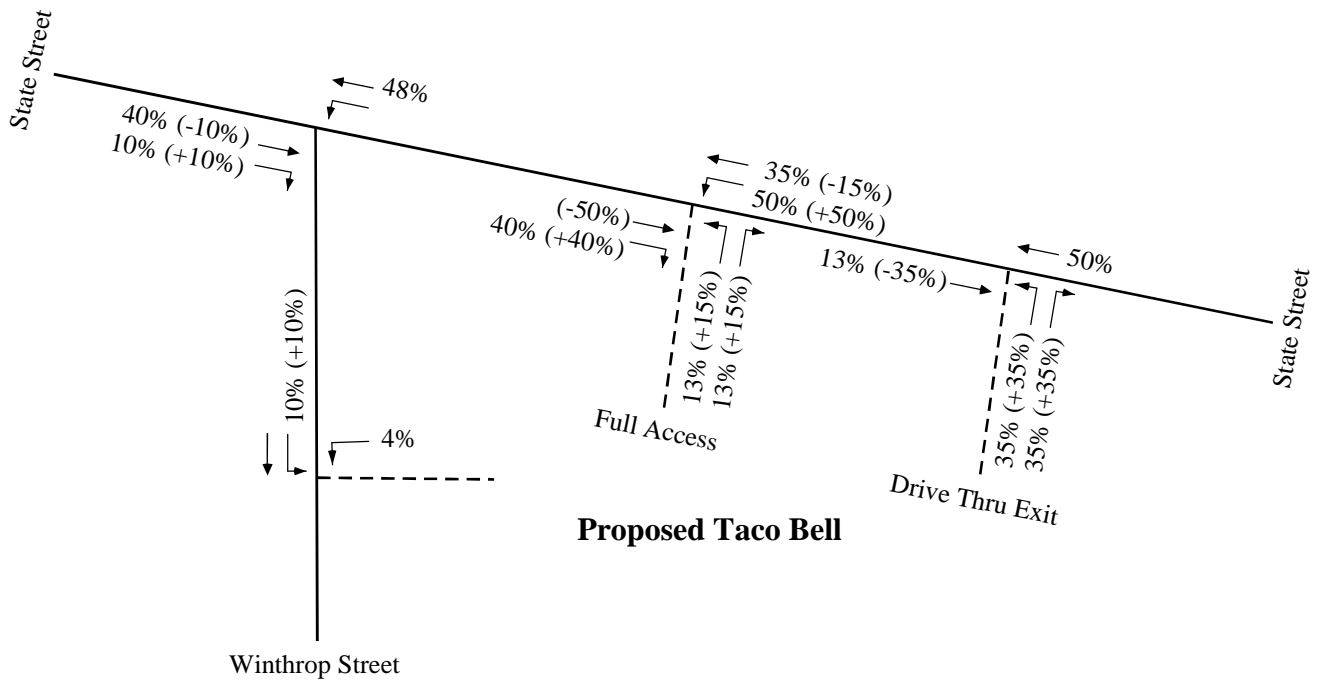 State Street
48%
40% (-10%)
10% (+10%)
35% (-15%)
50% (+50%)
(-50%)
40% (+40%)
13% (-35%)
50%
State Street
10% (+10%)
13% (+15%)
13% (+15%)
35% (+35%)
35% (+35%)
4%
Full Access
Drive Thru Exit
Proposed Taco Bell
Winthrop Street